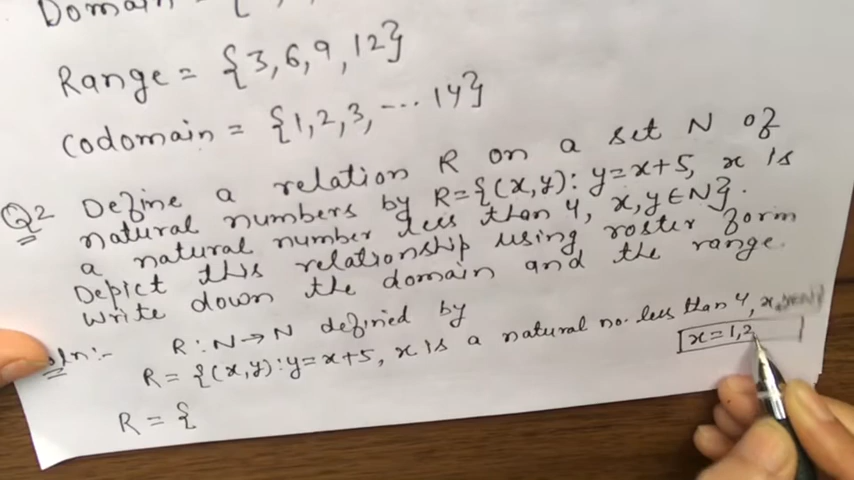 Domain = {
Range = {3, 6, 9, 12}
Codomain = {1, 2, 3, ... 14}
Q2 Define a relation R on a set N of
natural numbers by R = {(x, y) : y = x + 5, x is
a natural number less than 4, x, y ∈ N}.
Depict this relationship using roster form
write down the domain and the range.
Soln:- R : N → N defined by
R = {(x, y) : y = x + 5, x is a natural no. less than 4, x, y ∈ N}
x = 1, 2
R = {